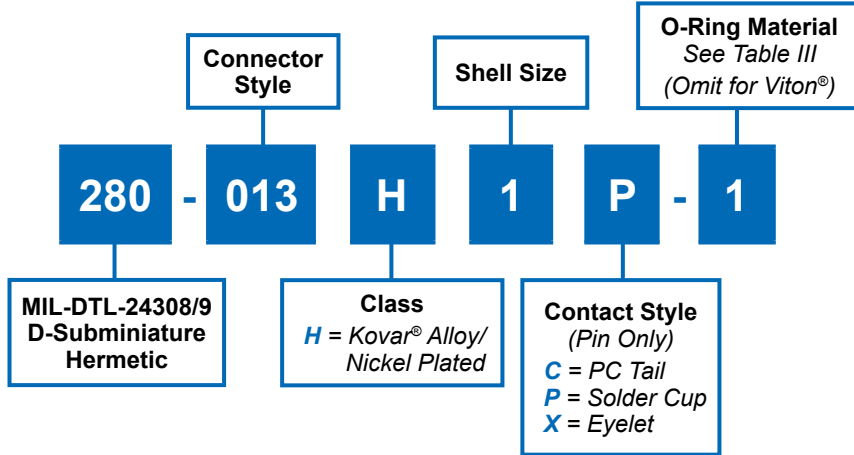 O-Ring Material
See Table III
(Omit for Viton®)
Connector
Style
Shell Size
280 - 013 H 1 P - 1
MIL-DTL-24308/9
D-Subminiature
Hermetic
Class
H = Kovar® Alloy/
Nickel Plated
Contact Style
(Pin Only)
C = PC Tail
P = Solder Cup
X = Eyelet